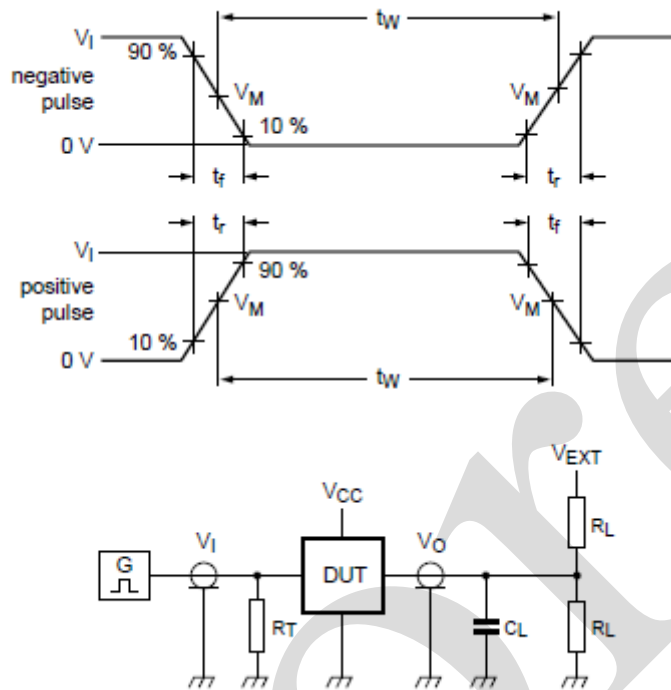 tW
VI
90 %
negative
pulse
VM
VM
10 %
0 V
tf
tr
tr
tf
VI
90 %
positive
pulse
VM
VM
10 %
0 V
tW
VEXT
VCC
RL
VI
VO
G
DUT
RT
CL
RL